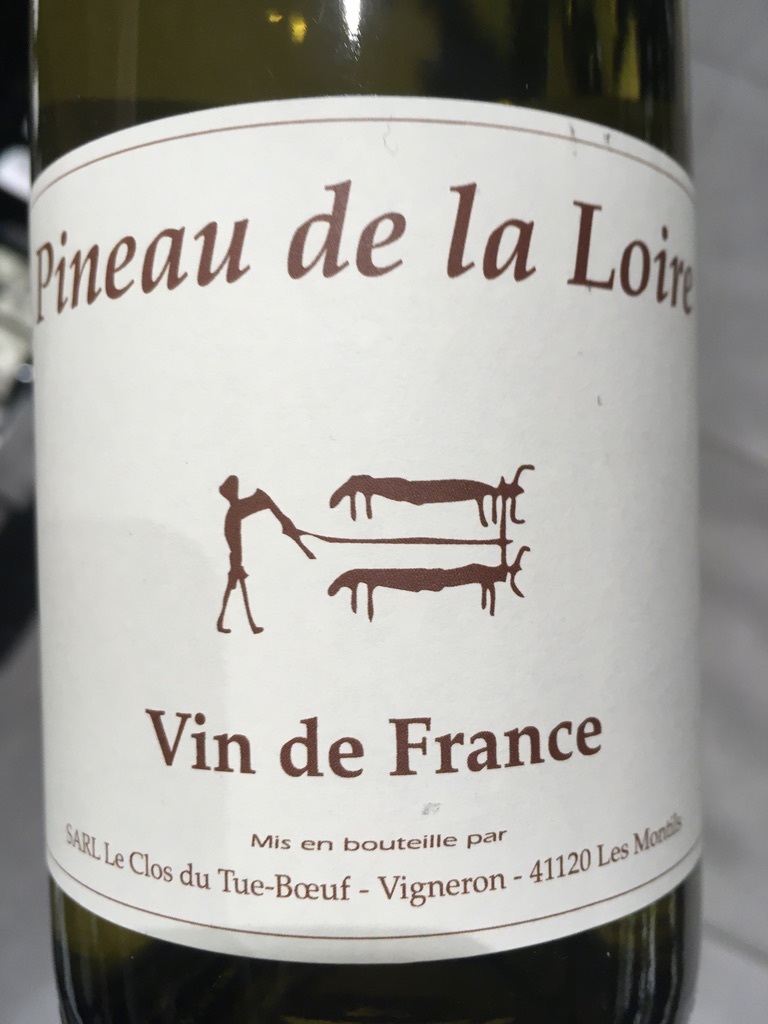 Pineau de la Loire
Vin de France
Mis en bouteille par
SARL Le Clos du Tue-Bœuf - Vigneron - 41120 Les Montils